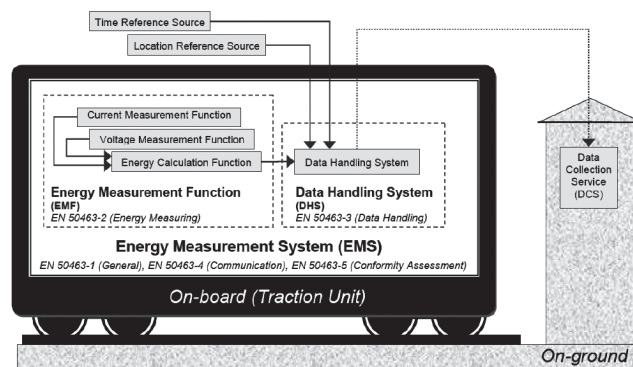 Time Reference Source
Location Reference Source
Current Measurement Function
Voltage Measurement Function
Energy Calculation Function
Data Handling System
Energy Measurement Function
(EMF)
EN 50463-2 (Energy Measuring)
Data Handling System
(DHS)
EN 50463-3 (Data Handling)
Energy Measurement System (EMS)
EN 50463-1 (General), EN 50463-4 (Communication), EN 50463-5 (Conformity Assessment)
On-board (Traction Unit)
Data
Collection
Service
(DCS)
On-ground